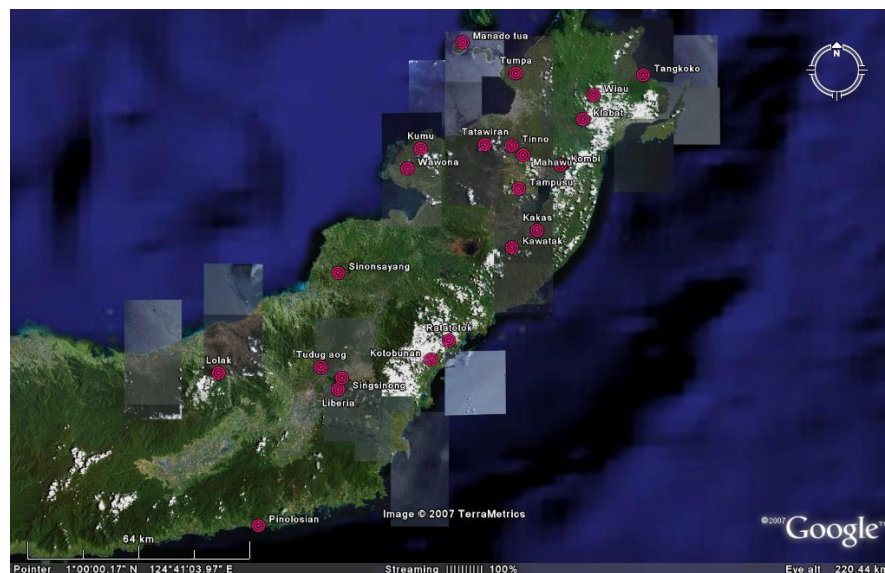 Manado tua
N
Tumpa
Tangkoko
Wiau
Klabat
Tatawiran
Tinno
Kumu
Mahawu
Kombi
Wawona
Tampusu
Kakas
Kawatak
Sinonsayang
Ratatotok
Kotobunan
Tudug aog
Lolak
Singsinong
Liberia
Image © 2007 TerraMetrics
Pinolosian
©2007 Google™
64 km
Pointer 1°00'00.17" N 124°41'03.97" E
Streaming |||||||||| 100%
Eye alt 220.44 km